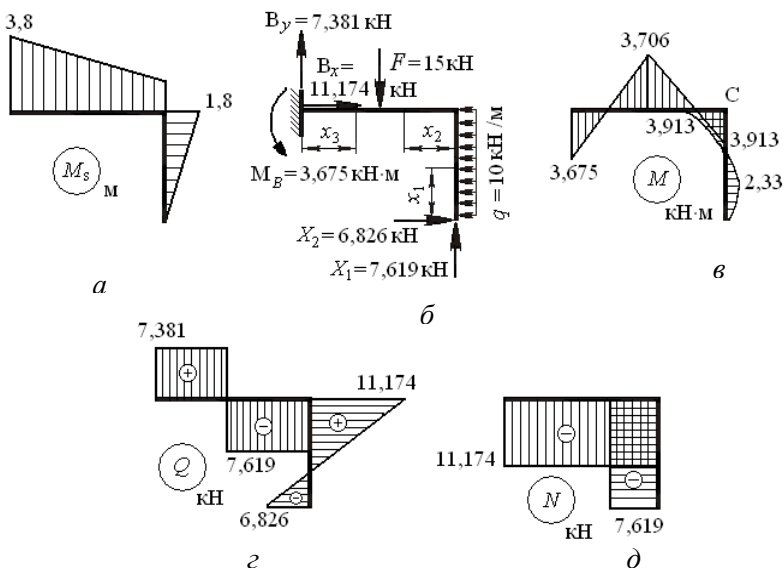 3,8
1,8
M_s
м
а
B_y = 7,381 кН
B_x =
11,174
кН
F = 15кН
x_3
x_2
M_B = 3,675 кН·м
x_1
q = 10 кН/м
X_2 = 6,826 кН
X_1 = 7,619 кН
б
3,706
C
3,913
3,913
3,675
2,33
M
кН·м
в
7,381
+
11,174
−
+
7,619
Q
кН
−
6,826
г
−
11,174
−
N
кН
7,619
д